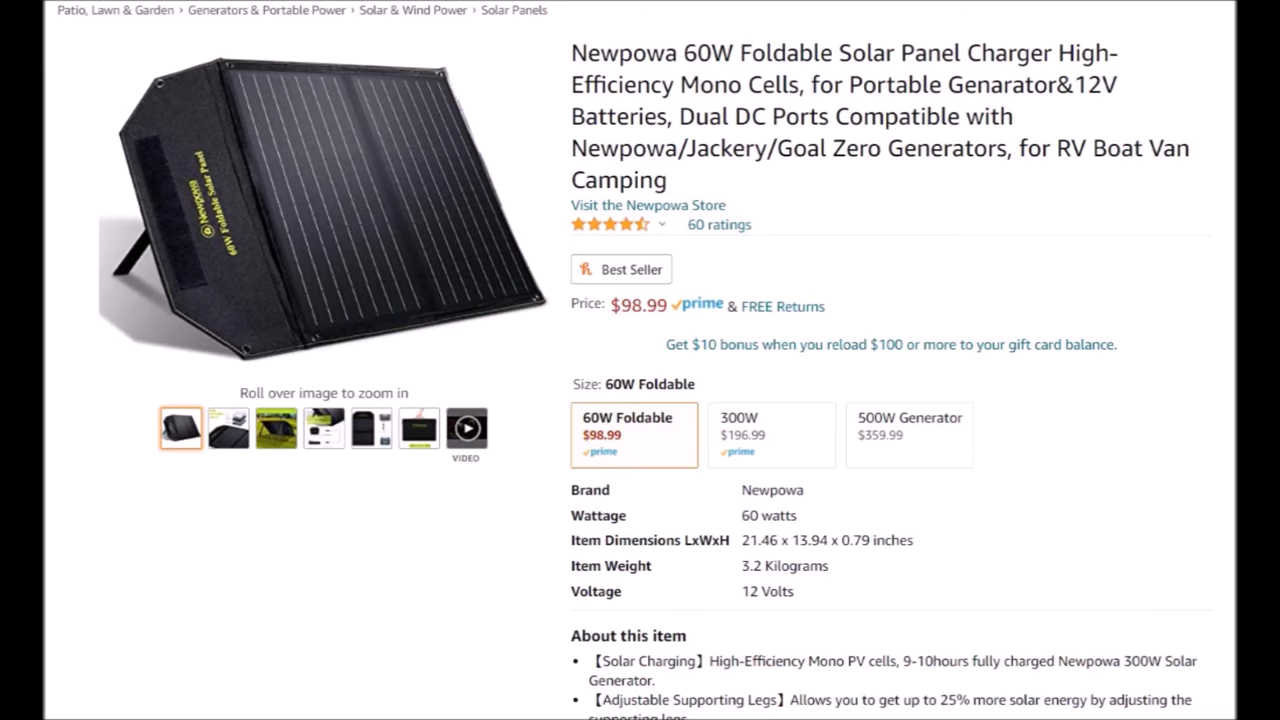 Patio, Lawn & Garden › Generators & Portable Power › Solar & Wind Power › Solar Panels
Newpowa 60W Foldable Solar Panel Charger High-
Efficiency Mono Cells, for Portable Genarator&12V
Batteries, Dual DC Ports Compatible with
Newpowa/Jackery/Goal Zero Generators, for RV Boat Van
Camping
Visit the Newpowa Store
60 ratings
Best Seller
Price: $98.99 prime & FREE Returns
Get $10 bonus when you reload $100 or more to your gift card balance.
Newpowa
60W Foldable Solar Panel
Roll over image to zoom in
VIDEO
Size: 60W Foldable
60W Foldable 300W 500W Generator
$98.99 $196.99 $359.99
prime prime
Brand Newpowa
Wattage 60 watts
Item Dimensions LxWxH 21.46 x 13.94 x 0.79 inches
Item Weight 3.2 Kilograms
Voltage 12 Volts
About this item
• 【Solar Charging】High-Efficiency Mono PV cells, 9-10hours fully charged Newpowa 300W Solar
Generator.
• 【Adjustable Supporting Legs】Allows you to get up to 25% more solar energy by adjusting the
supporting legs